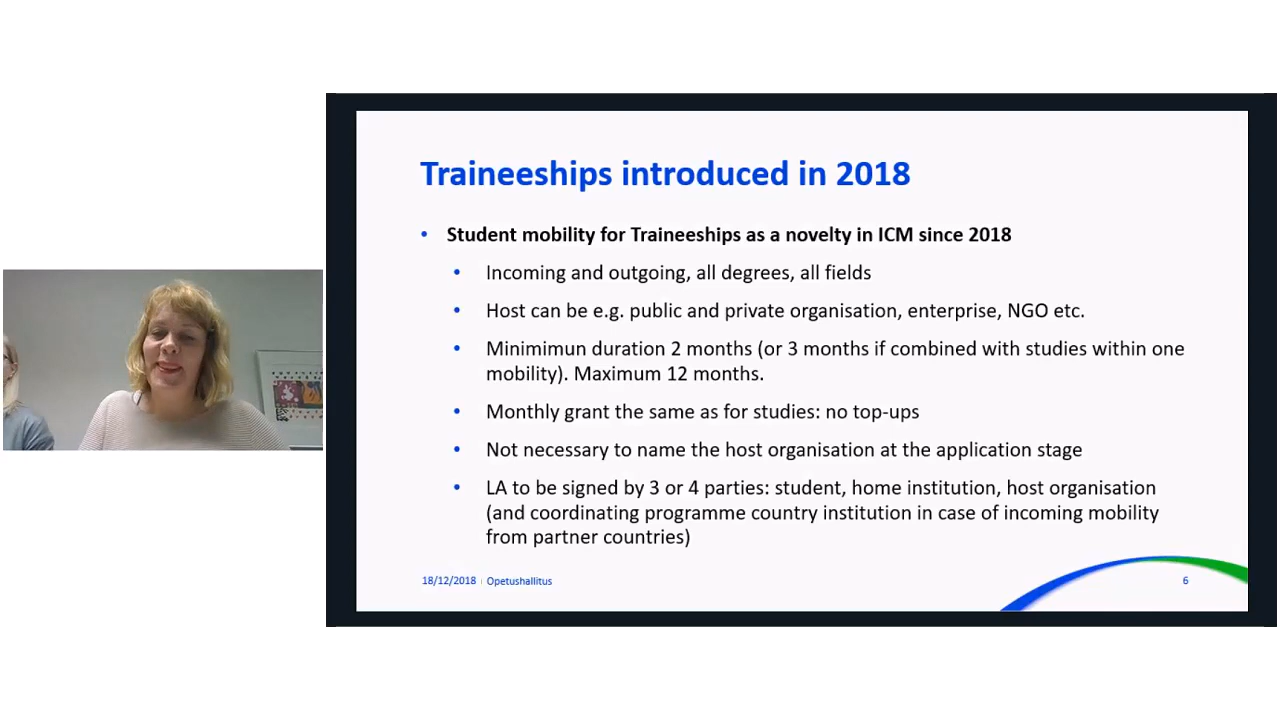 Traineeships introduced in 2018
• Student mobility for Traineeships as a novelty in ICM since 2018
• Incoming and outgoing, all degrees, all fields
• Host can be e.g. public and private organisation, enterprise, NGO etc.
• Minimimun duration 2 months (or 3 months if combined with studies within one
mobility). Maximum 12 months.
• Monthly grant the same as for studies: no top-ups
• Not necessary to name the host organisation at the application stage
• LA to be signed by 3 or 4 parties: student, home institution, host organisation
(and coordinating programme country institution in case of incoming mobility
from partner countries)
18/12/2018 | Opetushallitus
6